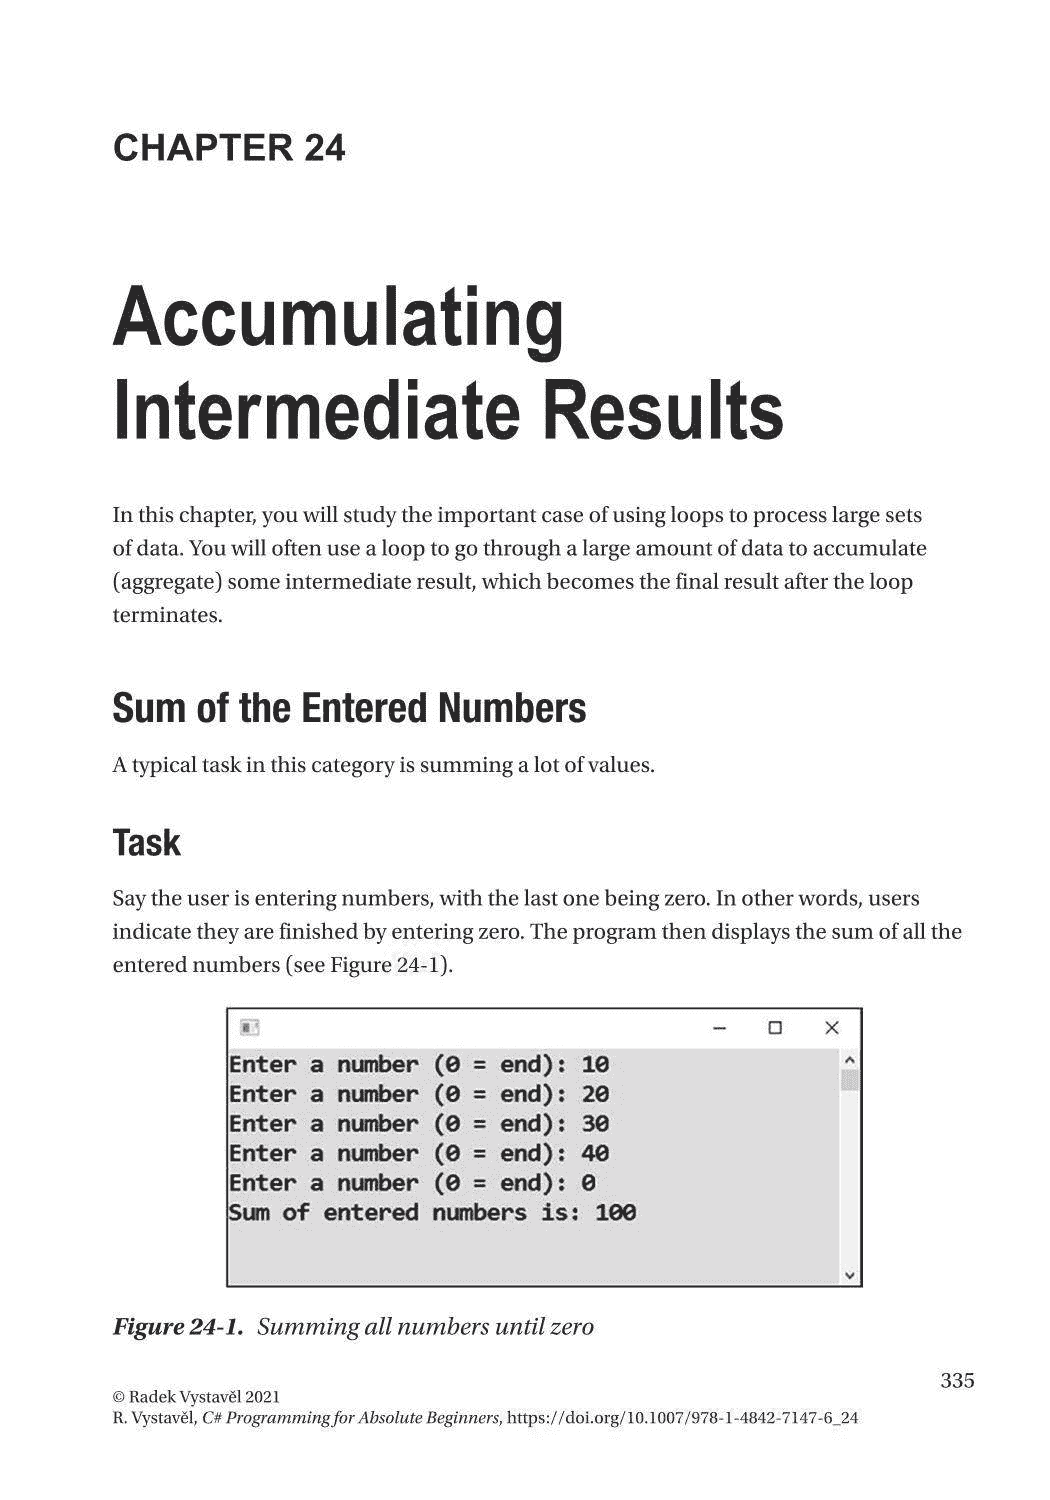 CHAPTER 24
Accumulating
Intermediate Results
In this chapter, you will study the important case of using loops to process large sets
of data. You will often use a loop to go through a large amount of data to accumulate
(aggregate) some intermediate result, which becomes the final result after the loop
terminates.
Sum of the Entered Numbers
A typical task in this category is summing a lot of values.
Task
Say the user is entering numbers, with the last one being zero. In other words, users
indicate they are finished by entering zero. The program then displays the sum of all the
entered numbers (see Figure 24-1).
Enter a number (0 = end): 10
Enter a number (0 = end): 20
Enter a number (0 = end): 30
Enter a number (0 = end): 40
Enter a number (0 = end): 0
Sum of entered numbers is: 100
Figure 24-1. Summing all numbers until zero
335
© Radek Vystavěl 2021
R. Vystavěl, C# Programming for Absolute Beginners, https://doi.org/10.1007/978-1-4842-7147-6_24